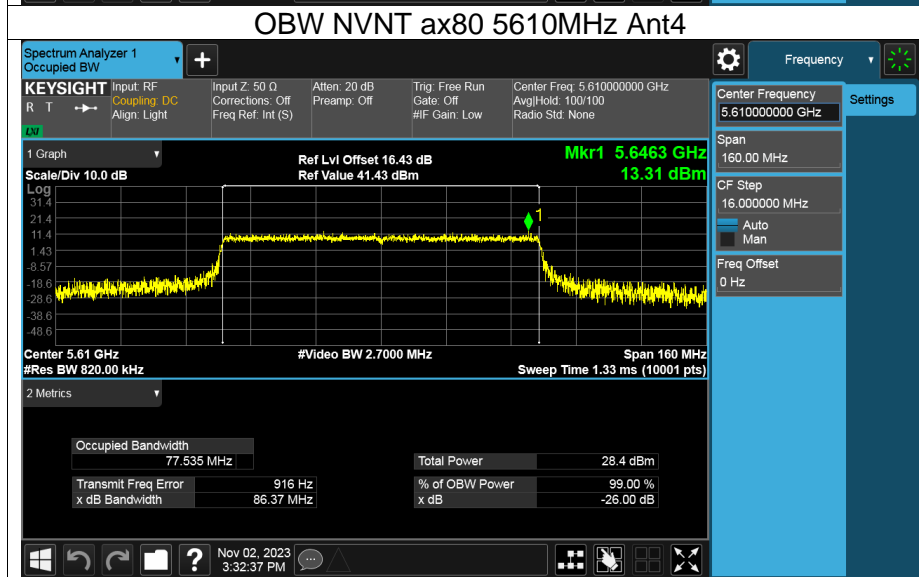 OBW NVNT ax80 5610MHz Ant4
Spectrum Analyzer 1
Occupied BW
+
Frequency
KEYSIGHT
R T
LXI
Input: RF
Coupling: DC
Align: Light
Input Z: 50 Ω
Corrections: Off
Freq Ref: Int (S)
Atten: 20 dB
Preamp: Off
Trig: Free Run
Gate: Off
#IF Gain: Low
Center Freq: 5.610000000 GHz
Avg|Hold: 100/100
Radio Std: None
Center Frequency
5.610000000 GHz
Settings
Span
160.00 MHz
CF Step
16.000000 MHz
Auto
Man
Freq Offset
0 Hz
1 Graph
Scale/Div 10.0 dB
Ref Lvl Offset 16.43 dB
Ref Value 41.43 dBm
Mkr1 5.6463 GHz
13.31 dBm
Log
31.4
21.4
11.4
1.43
-8.57
-18.6
-28.6
-38.6
-48.6
1
Center 5.61 GHz
#Video BW 2.7000 MHz
Span 160 MHz
#Res BW 820.00 kHz
Sweep Time 1.33 ms (10001 pts)
2 Metrics
Occupied Bandwidth
77.535 MHz
Total Power 28.4 dBm
Transmit Freq Error 916 Hz
% of OBW Power 99.00 %
x dB Bandwidth 86.37 MHz
x dB -26.00 dB
?
Nov 02, 2023
3:32:37 PM